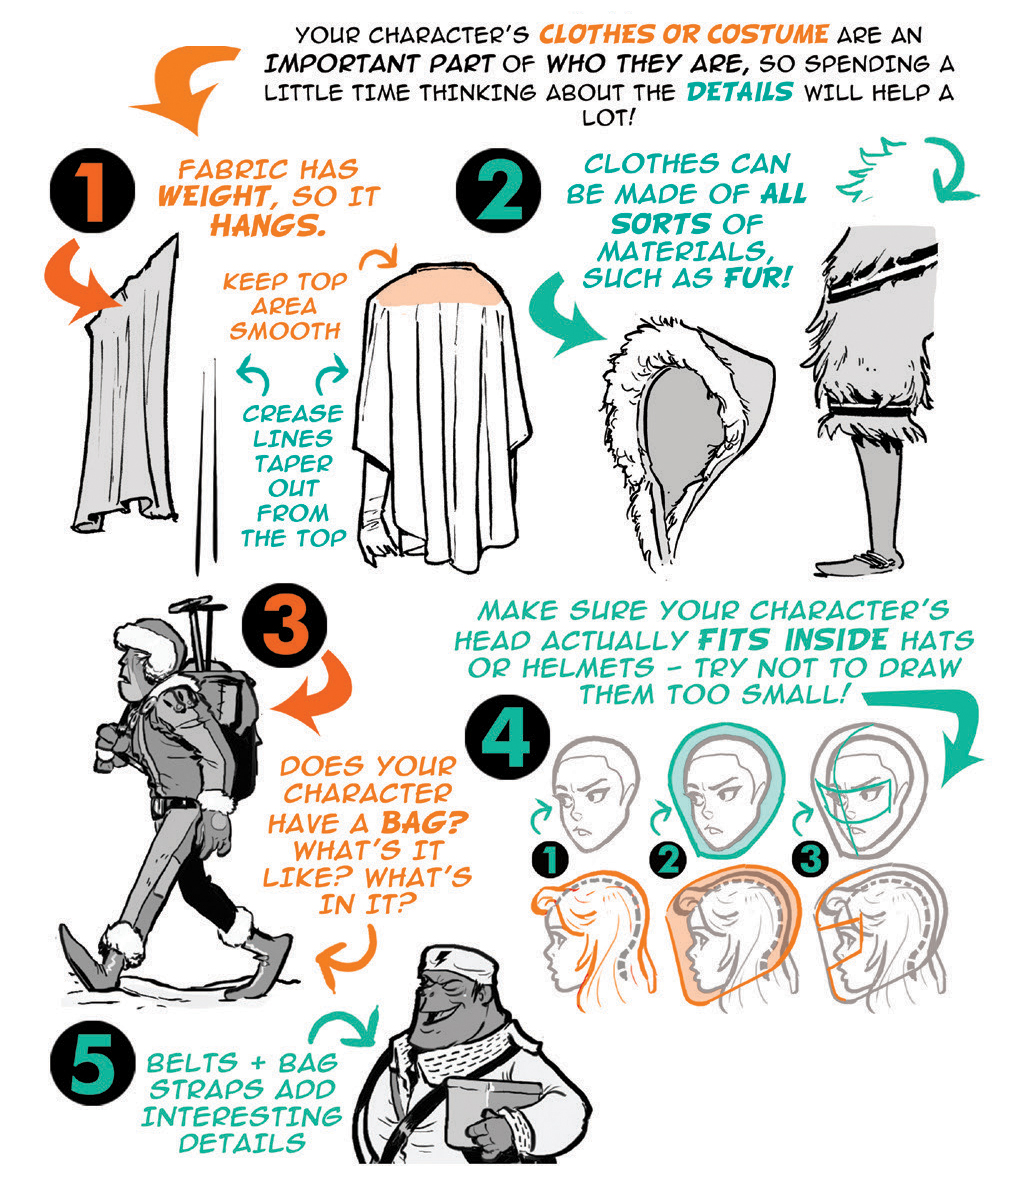 YOUR CHARACTER'S CLOTHES OR COSTUME ARE AN
IMPORTANT PART OF WHO THEY ARE, SO SPENDING A
LITTLE TIME THINKING ABOUT THE DETAILS WILL HELP A
LOT!
1
FABRIC HAS
WEIGHT, SO IT
HANGS.
KEEP TOP
AREA
SMOOTH
CREASE
LINES
TAPER
OUT
FROM
THE TOP
2
CLOTHES CAN
BE MADE OF ALL
SORTS OF
MATERIALS,
SUCH AS FUR!
3
DOES YOUR
CHARACTER
HAVE A BAG?
WHAT'S IT
LIKE? WHAT'S
IN IT?
MAKE SURE YOUR CHARACTER'S
HEAD ACTUALLY FITS INSIDE HATS
OR HELMETS – TRY NOT TO DRAW
THEM TOO SMALL!
4
1
2
3
5
BELTS + BAG
STRAPS ADD
INTERESTING
DETAILS